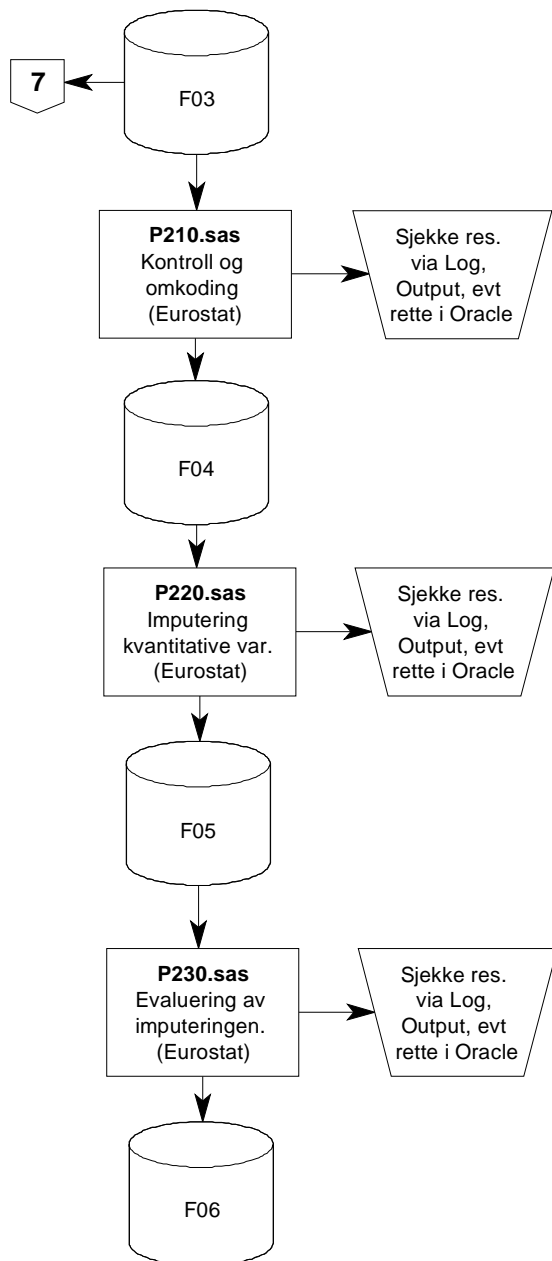 7
F03
P210.sas
Kontroll og
omkoding
(Eurostat)
Sjekke res.
via Log,
Output, evt
rette i Oracle
F04
P220.sas
Imputering
kvantitative var.
(Eurostat)
Sjekke res.
via Log,
Output, evt
rette i Oracle
F05
P230.sas
Evaluering av
imputeringen.
(Eurostat)
Sjekke res.
via Log,
Output, evt
rette i Oracle
F06